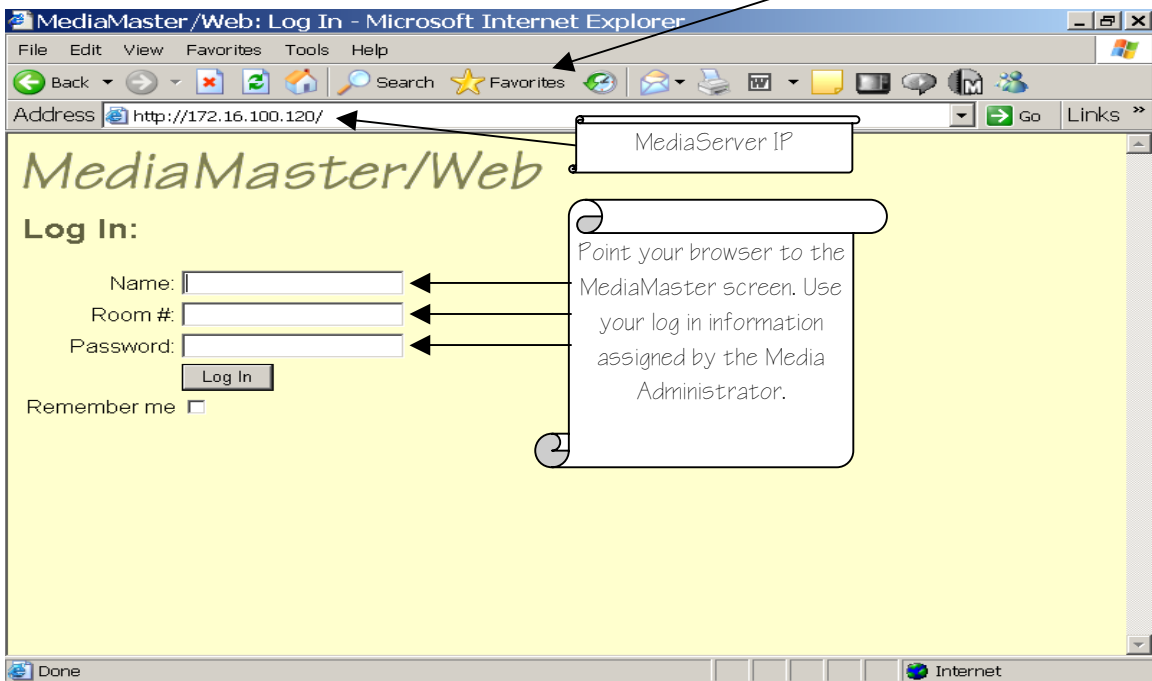 MediaMaster/Web: Log In - Microsoft Internet Explorer
File Edit View Favorites Tools Help
Back Search Favorites
Address http://172.16.100.120/ Go Links »
MediaServer IP
MediaMaster/Web
Log In:
Point your browser to the
MediaMaster screen. Use
your log in information
assigned by the Media
Administrator.
Name:
Room #:
Password:
Log In
Remember me
Done Internet